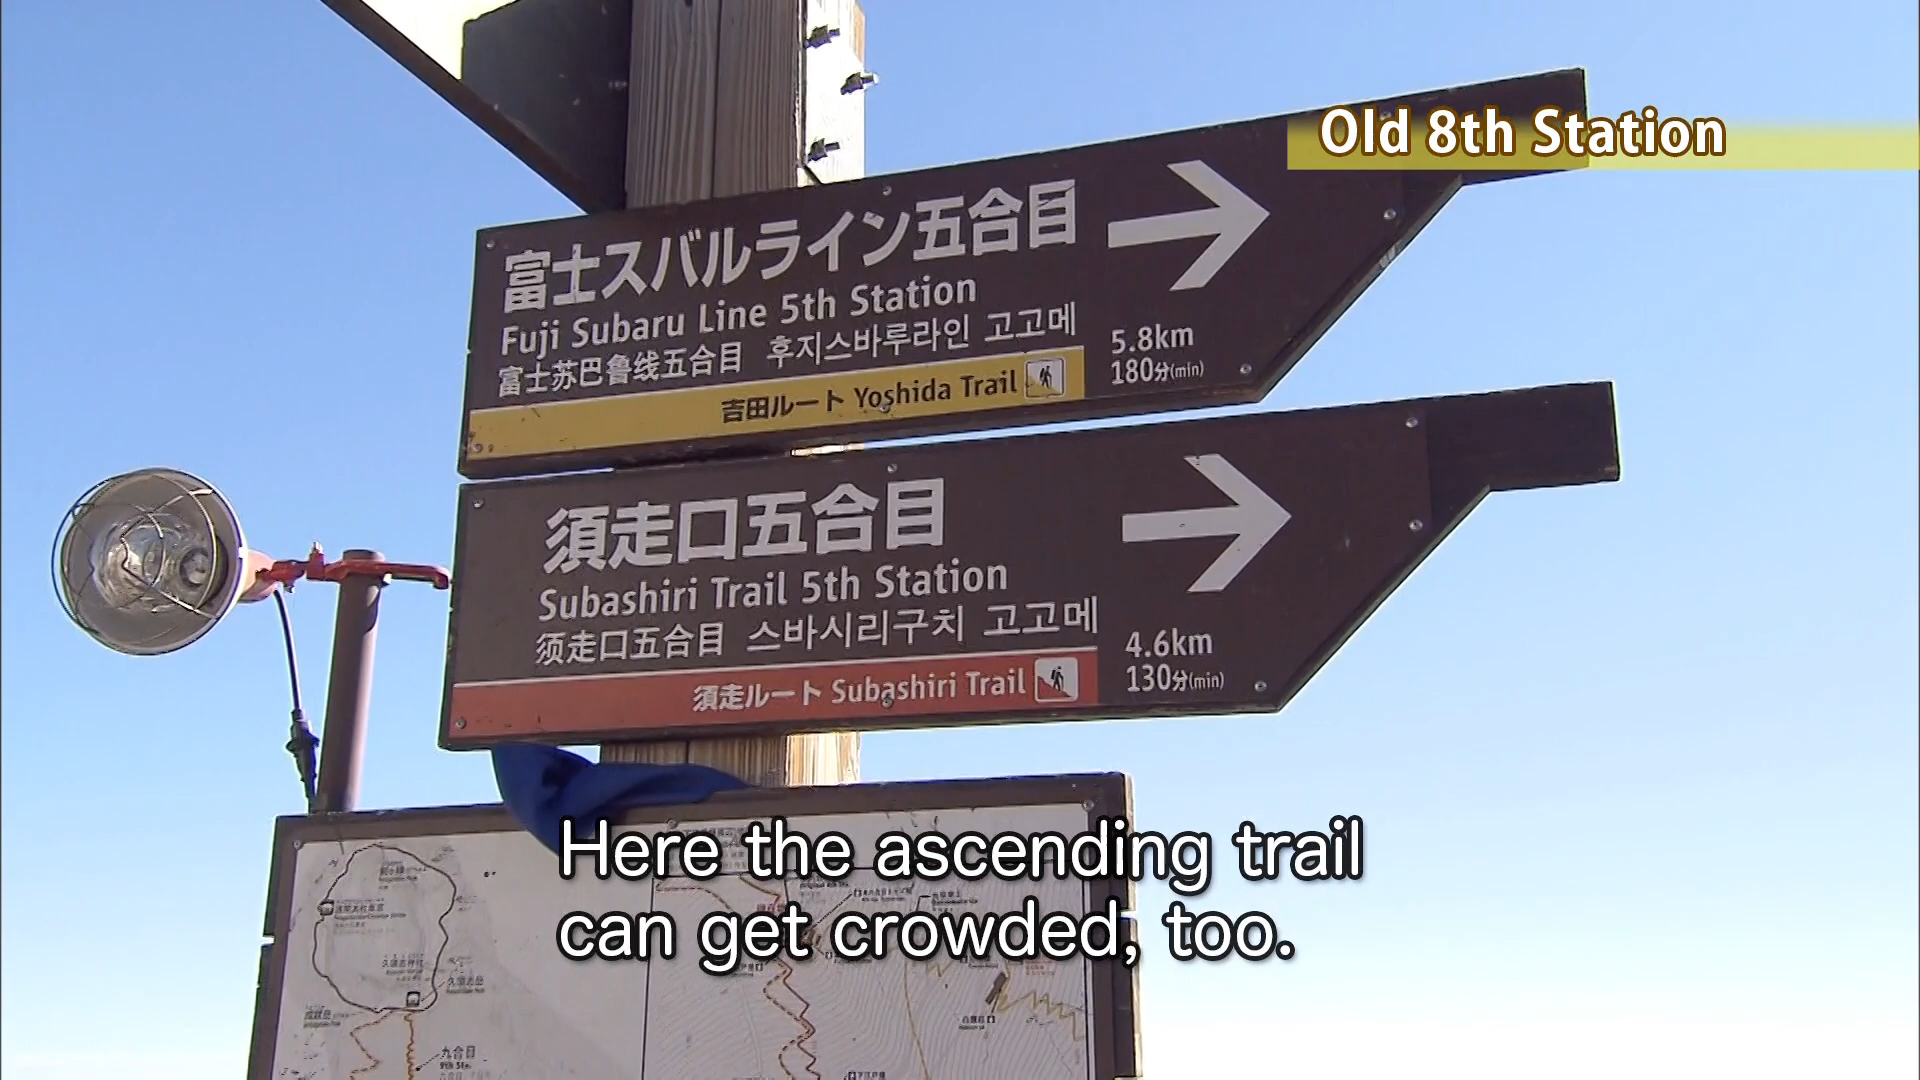 Old 8th Station
富士スバルライン五合目
Fuji Subaru Line 5th Station
富士苏巴鲁线五合目 후지스바루라인 고고메
5.8km
180分(min)
吉田ルート Yoshida Trail
須走口五合目
Subashiri Trail 5th Station
须走口五合目 스바시리구치 고고메
4.6km
130分(min)
須走ルート Subashiri Trail
Here the ascending trail
can get crowded, too.
九合目